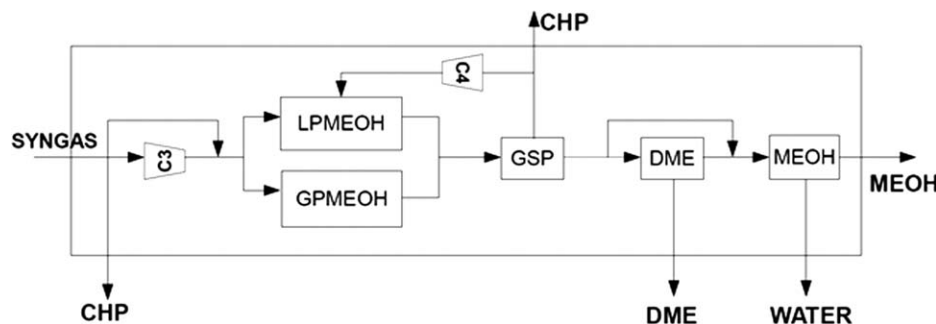 CHP
C4
LPMEOH
SYNGAS
C3
GSP
DME
MEOH
GPMEOH
MEOH
CHP
DME
WATER